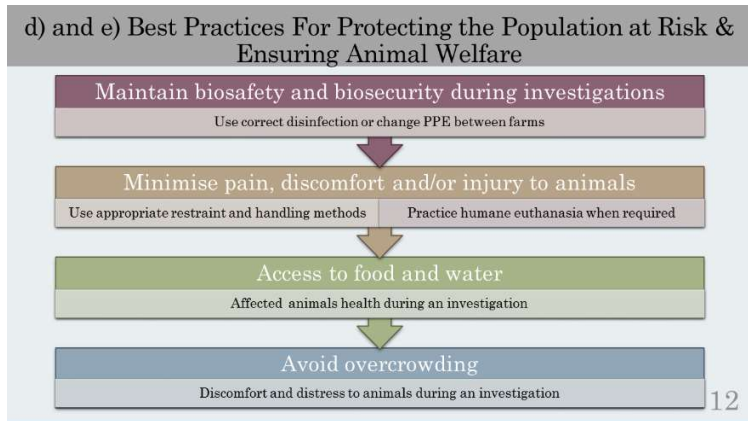 d) and e) Best Practices For Protecting the Population at Risk &
Ensuring Animal Welfare
Maintain biosafety and biosecurity during investigations
Use correct disinfection or change PPE between farms
Minimise pain, discomfort and/or injury to animals
Use appropriate restraint and handling methods
Practice humane euthanasia when required
Access to food and water
Affected animals health during an investigation
Avoid overcrowding
Discomfort and distress to animals during an investigation
12